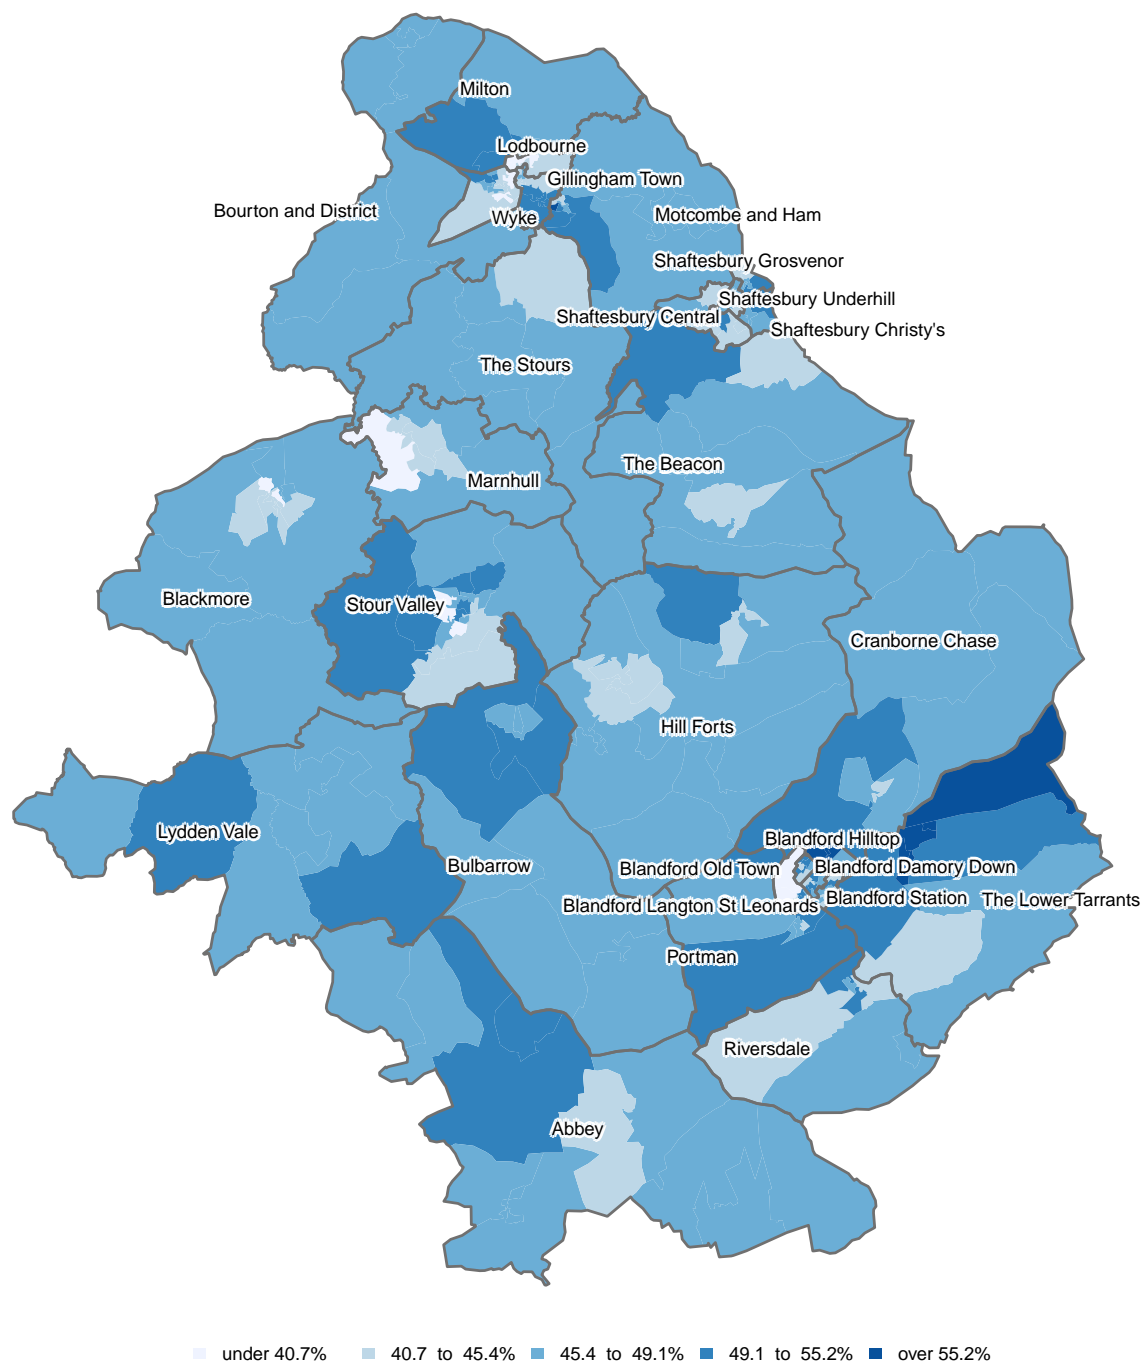 Milton
Lodbourne
Gillingham Town
Bourton and District
Wyke
Motcombe and Ham
Shaftesbury Grosvenor
Shaftesbury Underhill
Shaftesbury Central
Shaftesbury Christy's
The Stours
The Beacon
Marnhull
Blackmore
Stour Valley
Cranborne Chase
Hill Forts
Lydden Vale
Blandford Hilltop
Bulbarrow
Blandford Old Town
Blandford Damory Down
Blandford Langton St Leonards
Blandford Station
The Lower Tarrants
Portman
Riversdale
Abbey
under 40.7% 40.7 to 45.4% 45.4 to 49.1% 49.1 to 55.2% over 55.2%